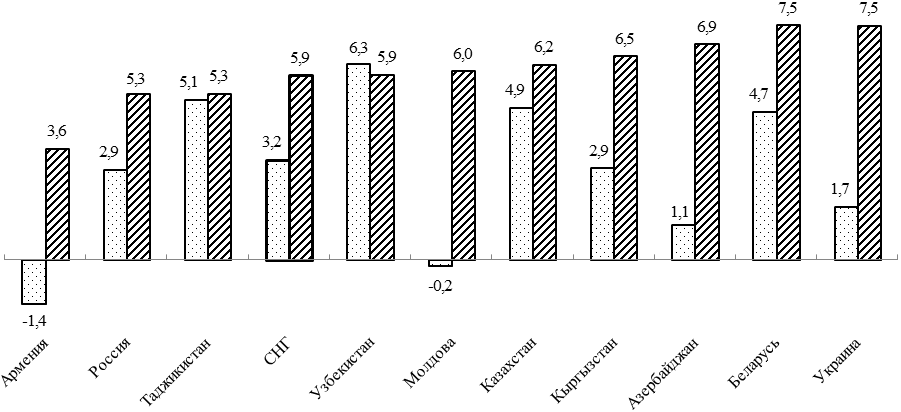 -1,4
3,6
2,9
5,3
5,1
5,3
3,2
5,9
6,3
5,9
-0,2
6,0
4,9
6,2
2,9
6,5
1,1
6,9
4,7
7,5
1,7
7,5
Армения
Россия
Таджикистан
СНГ
Узбекистан
Молдова
Казахстан
Кыргызстан
Азербайджан
Беларусь
Украина